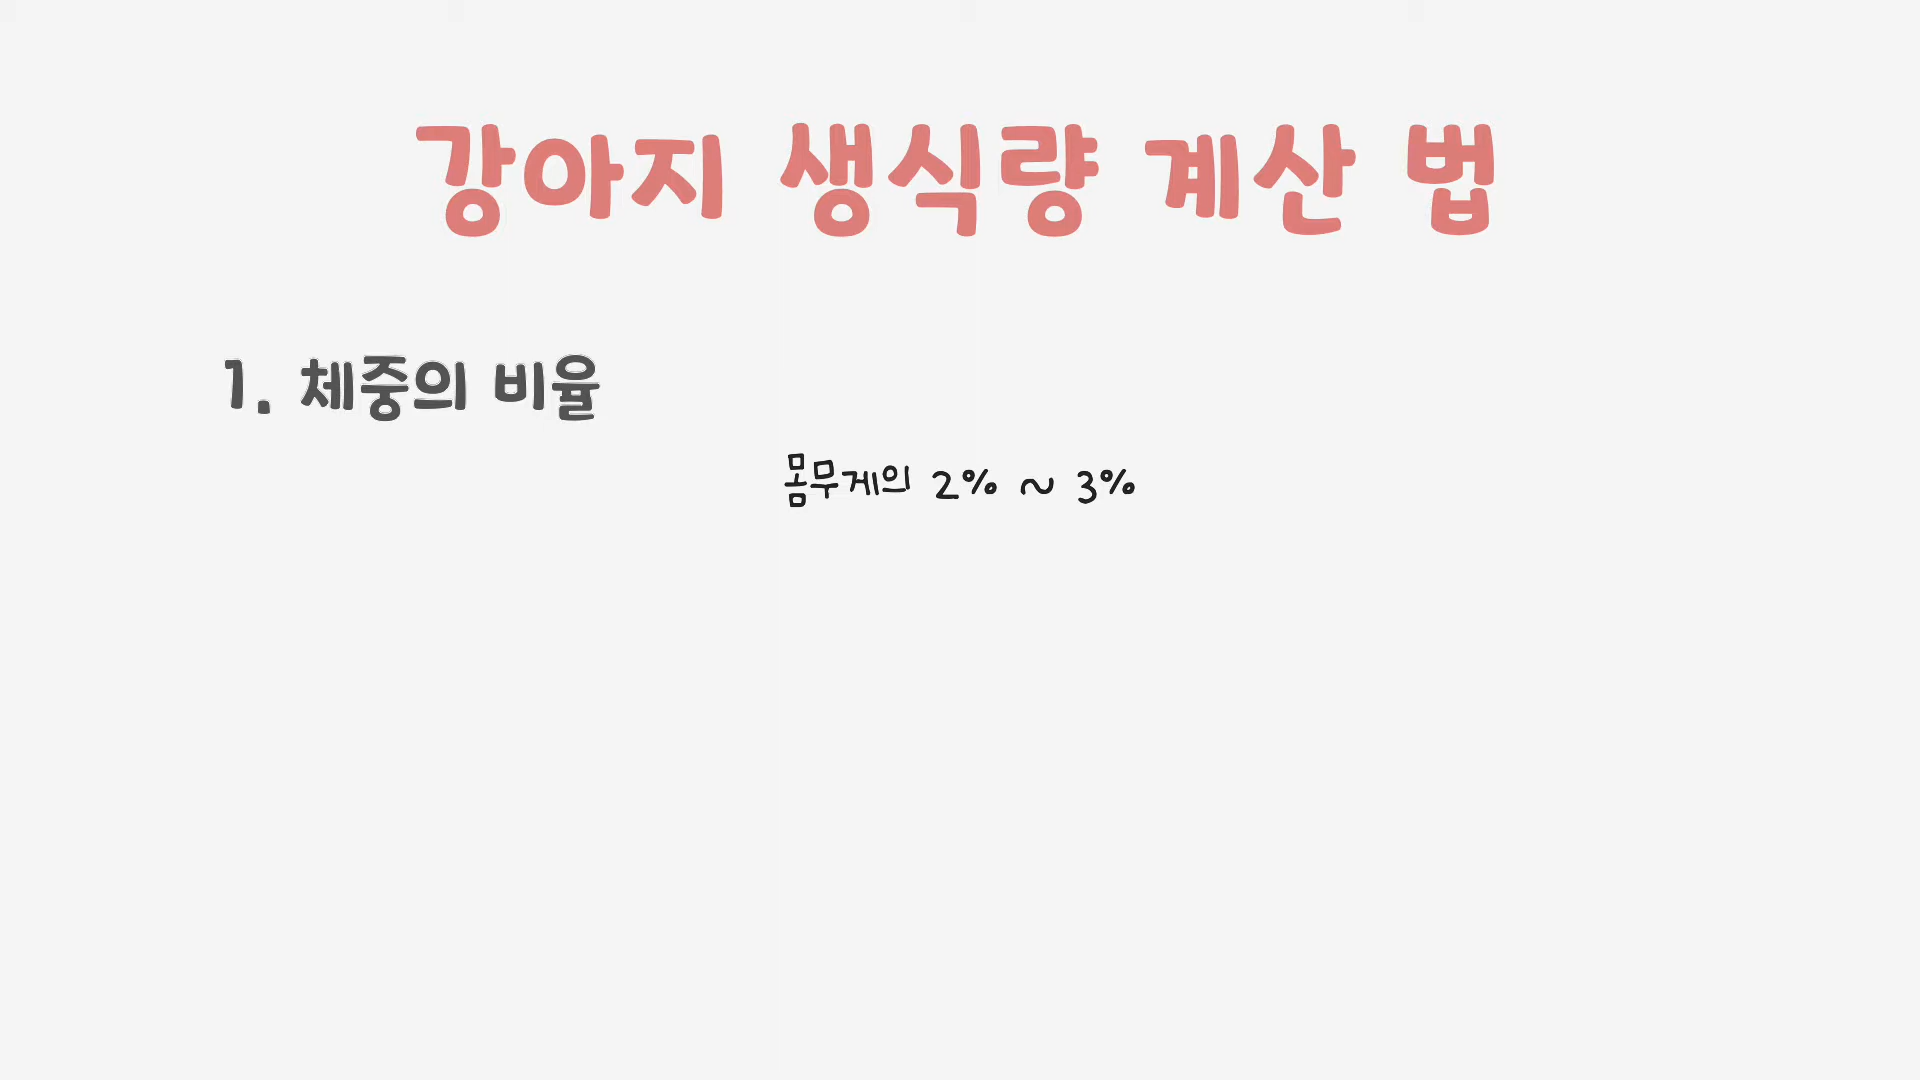 강아지 생식량 계산 법
1. 체중의 비율
몸무게의 2% ~ 3%